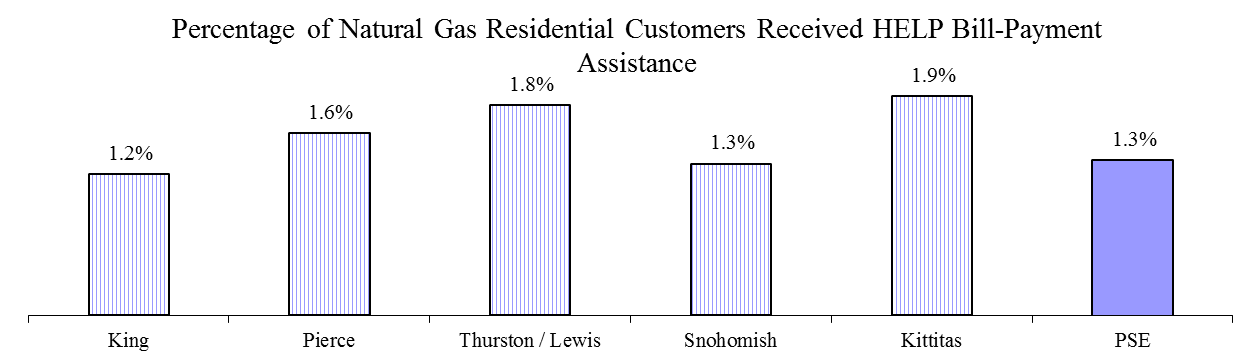 Percentage of Natural Gas Residential Customers Received HELP Bill-Payment
Assistance
1.2%
1.6%
1.8%
1.3%
1.9%
1.3%
King
Pierce
Thurston / Lewis
Snohomish
Kittitas
PSE